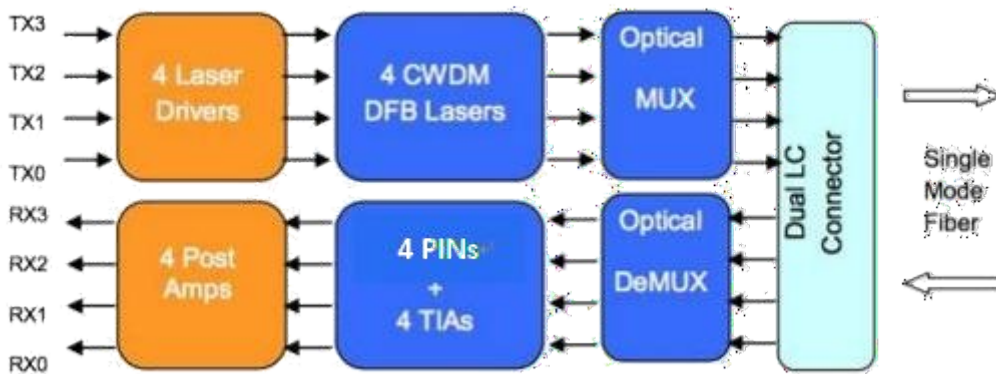 TX3
TX2
TX1
TX0
4 Laser
Drivers
4 CWDM
DFB Lasers
Optical
MUX
Dual LC
Connector
Single
Mode
Fiber
RX3
RX2
RX1
RX0
4 Post
Amps
4 PINs
+
4 TIAs
Optical
DeMUX